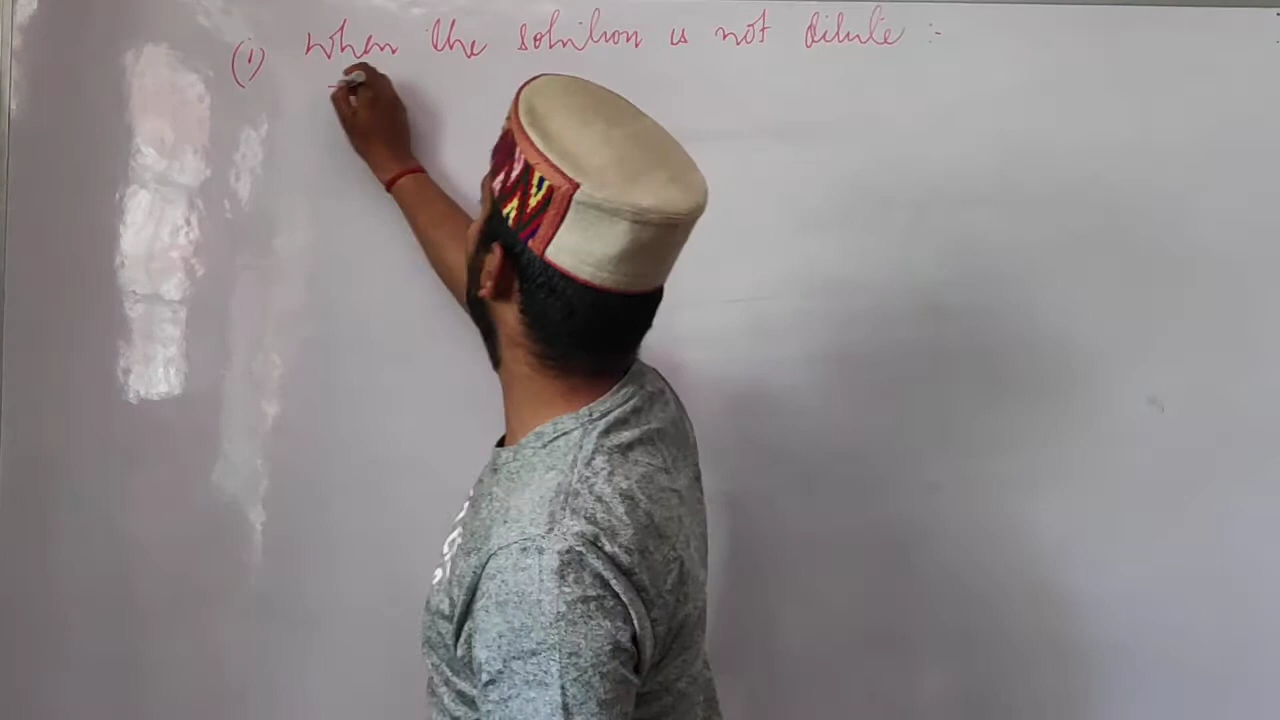 (1) When the solution is not dilute :-